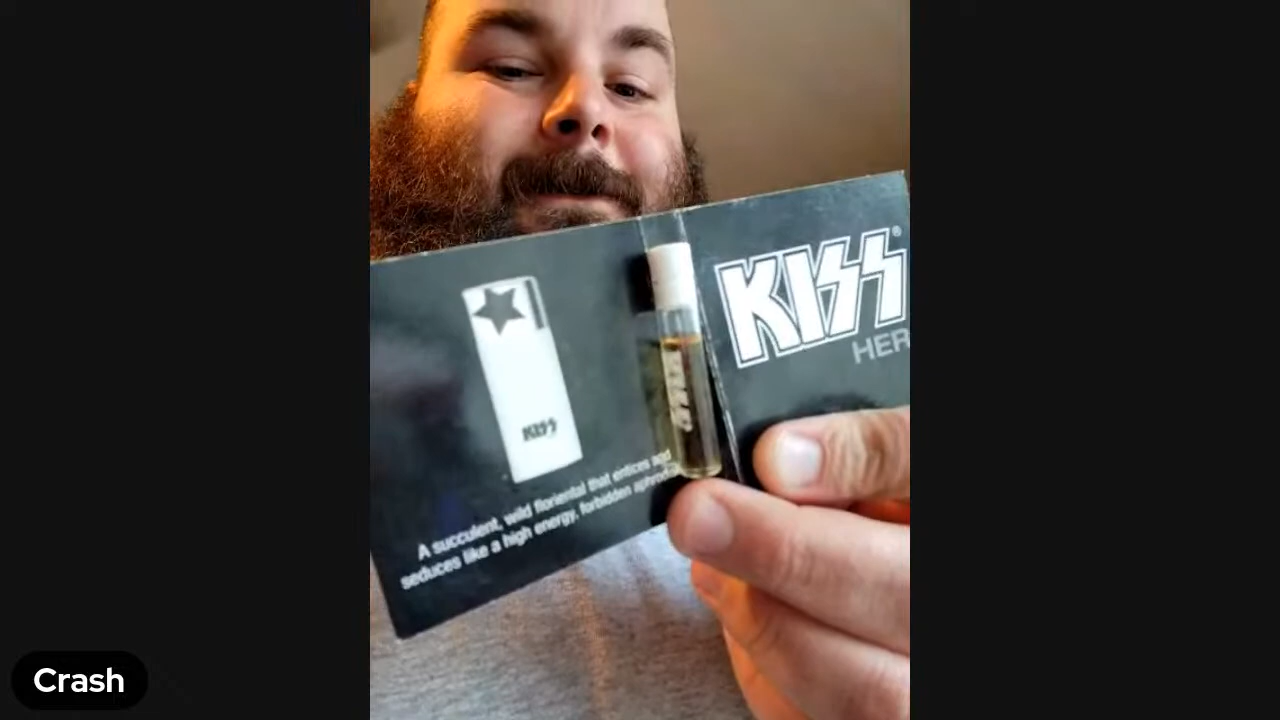 KISS®
HER
KISS
A succulent, wild floriental that entices and
seduces like a high energy, forbidden
Crash